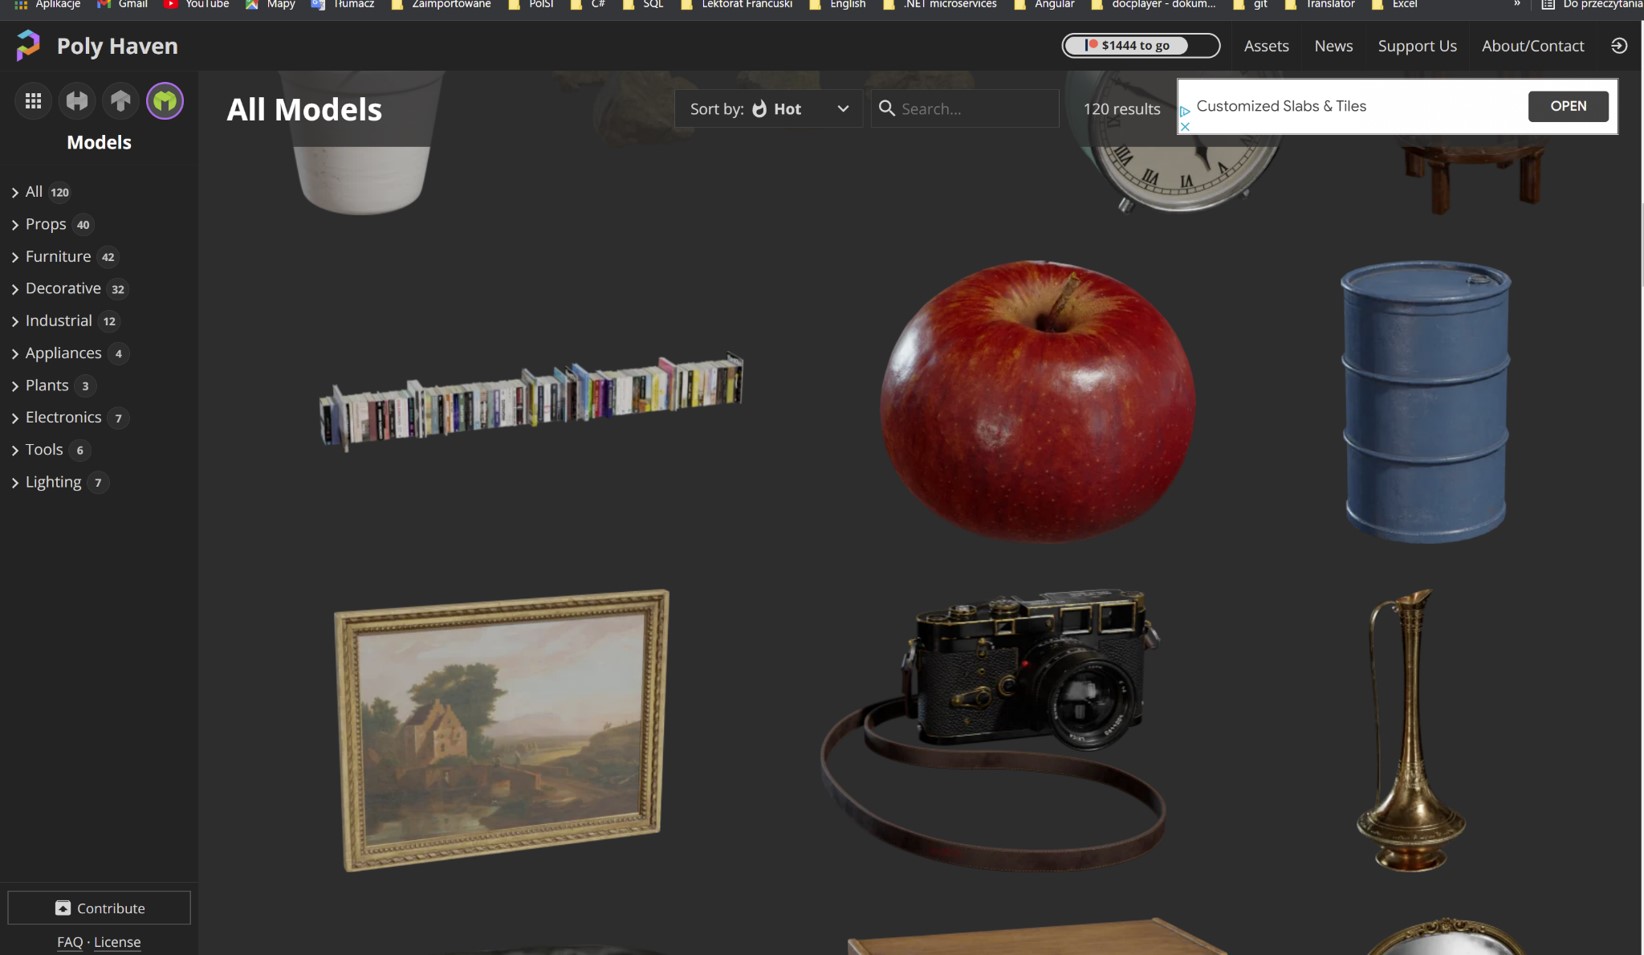 Aplikacje Gmail YouTube Mapy Tłumacz Zaimportowane PolSl C# SQL Lektorat Francuski English .NET microservices Angular docplayer - dokum... git Translator Excel » Do przeczytania
Poly Haven
$1444 to go Assets News Support Us About/Contact
All Models
Sort by: Hot
Search...
120 results
Customized Slabs & Tiles
OPEN
Models
All 120
Props 40
Furniture 42
Decorative 32
Industrial 12
Appliances 4
Plants 3
Electronics 7
Tools 6
Lighting 7
Contribute
FAQ · License